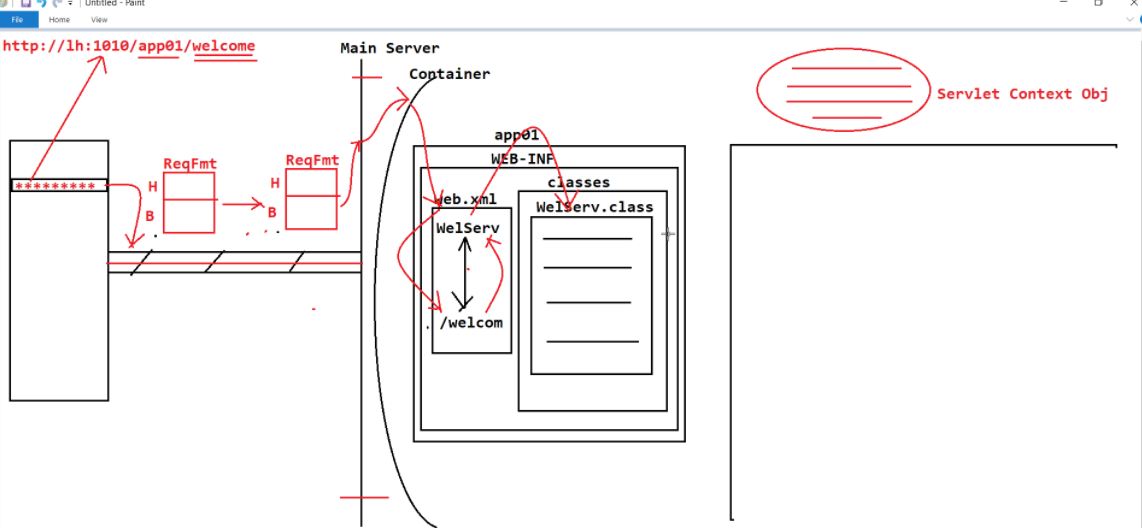 Untitled - Paint
File Home View
http://lh:1010/app01/welcome
Main Server
Container
Servlet Context Obj
app01
WEB-INF
ReqFmt
ReqFmt
H
H
B
B
*********
classes
web.xml
WelServ.class
WelServ
/welcom